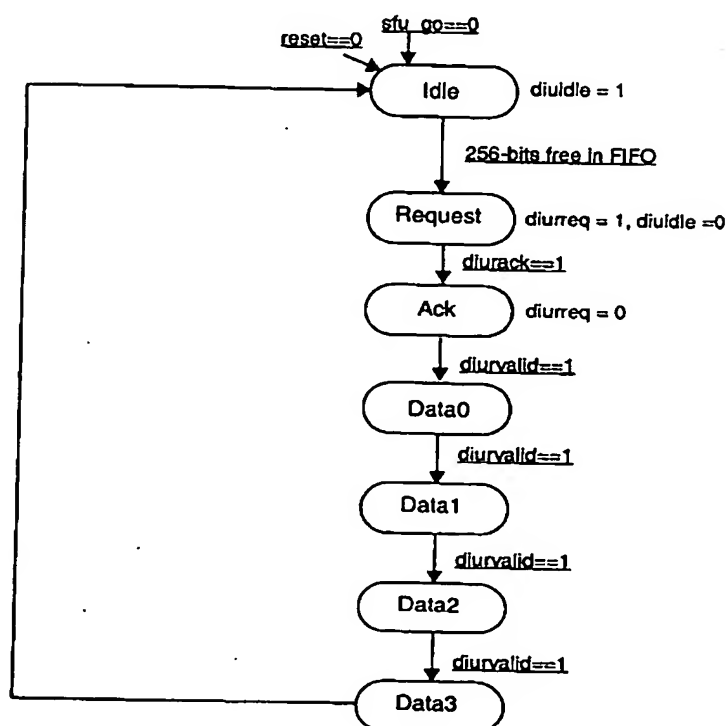 sfu_go==0
reset==0
Idle
diuidle = 1
256-bits free in FIFO
Request
diurreq = 1, diuidle =0
diurack==1
Ack
diurreq = 0
diurvalid==1
Data0
diurvalid==1
Data1
diurvalid==1
Data2
diurvalid==1
Data3